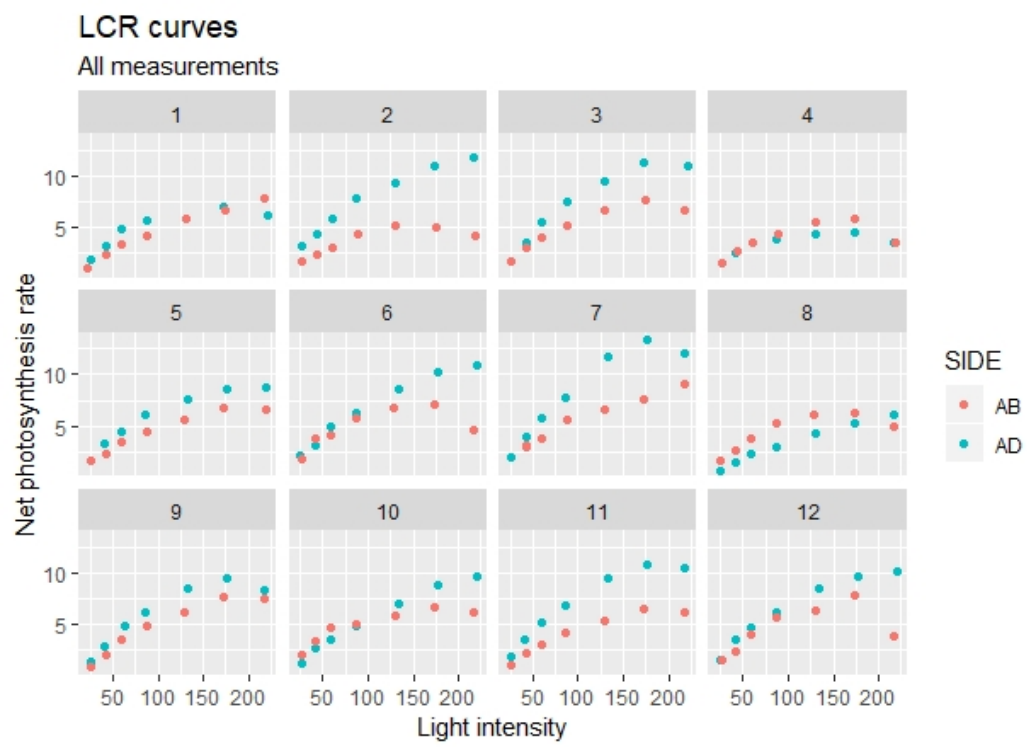 LCR curves
All measurements
1 2 3 4
10
5
5 6 7 8
10
5
9 10 11 12
10
5
50 100 150 200 50 100 150 200 50 100 150 200 50 100 150 200
Light intensity
Net photosynthesis rate
SIDE
AB
AD